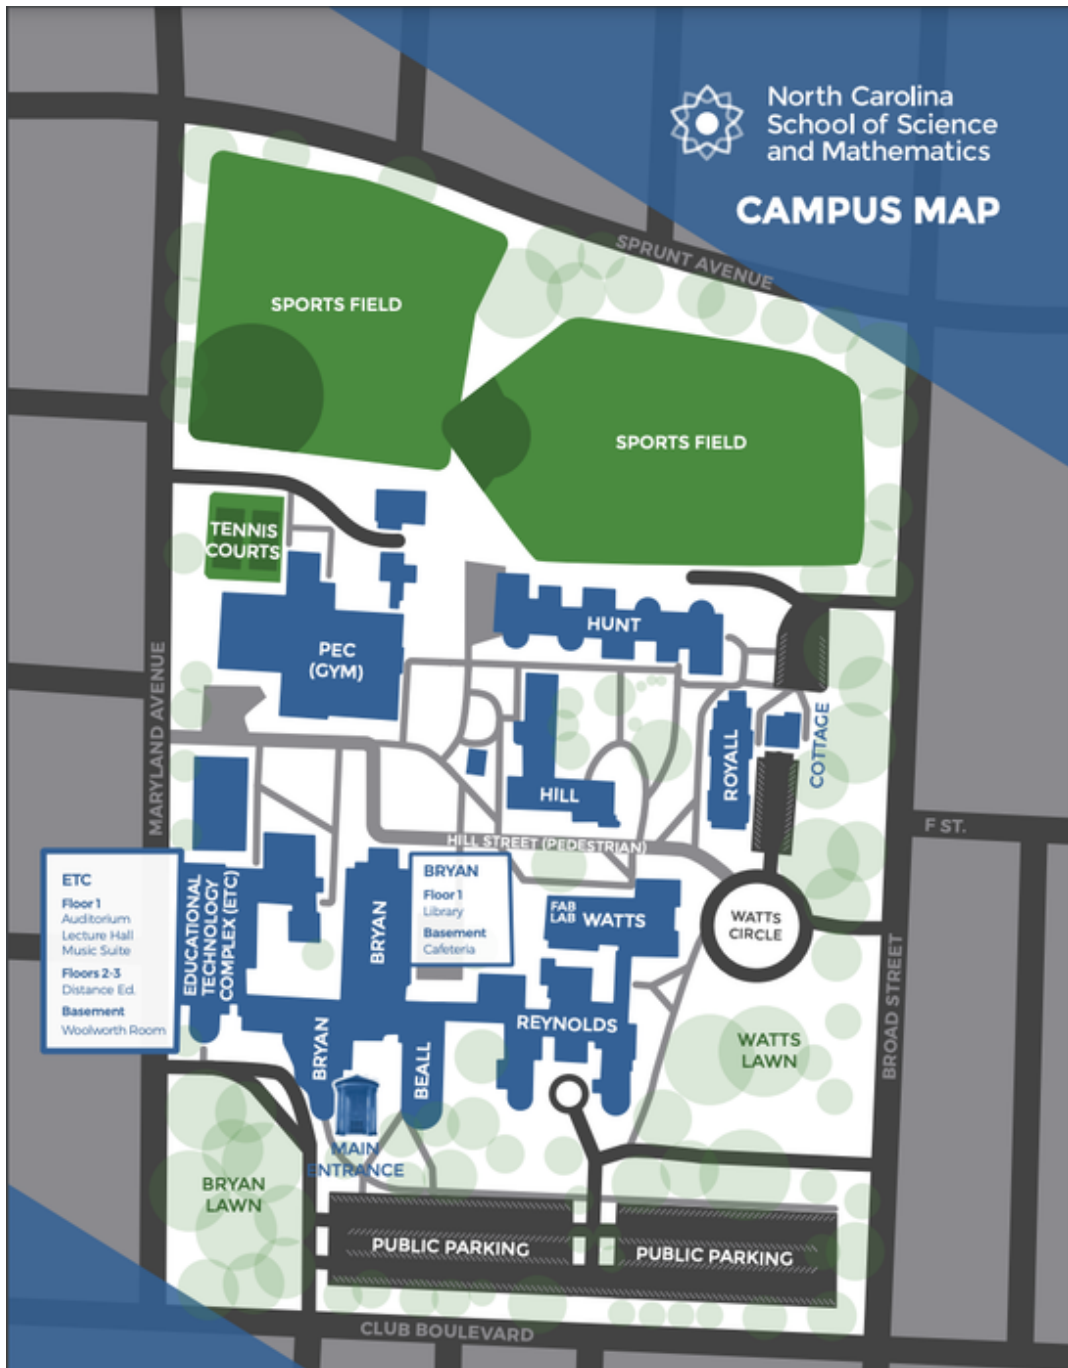 North Carolina
School of Science
and Mathematics
CAMPUS MAP
SPRUNT AVENUE
SPORTS FIELD
SPORTS FIELD
TENNIS
COURTS
HUNT
PEC
(GYM)
MARYLAND AVENUE
ROYALL
COTTAGE
HILL
F ST.
HILL STREET (PEDESTRIAN)
ETC
Floor 1
Auditorium
Lecture Hall
Music Suite
Floors 2-3
Distance Ed.
Basement
Woolworth Room
EDUCATIONAL
TECHNOLOGY
COMPLEX (ETC)
BRYAN
BRYAN
Floor 1
Library
Basement
Cafeteria
FAB
LAB
WATTS
WATTS
CIRCLE
BROAD STREET
REYNOLDS
WATTS
LAWN
BRYAN
BEALL
MAIN
ENTRANCE
BRYAN
LAWN
PUBLIC PARKING
PUBLIC PARKING
CLUB BOULEVARD